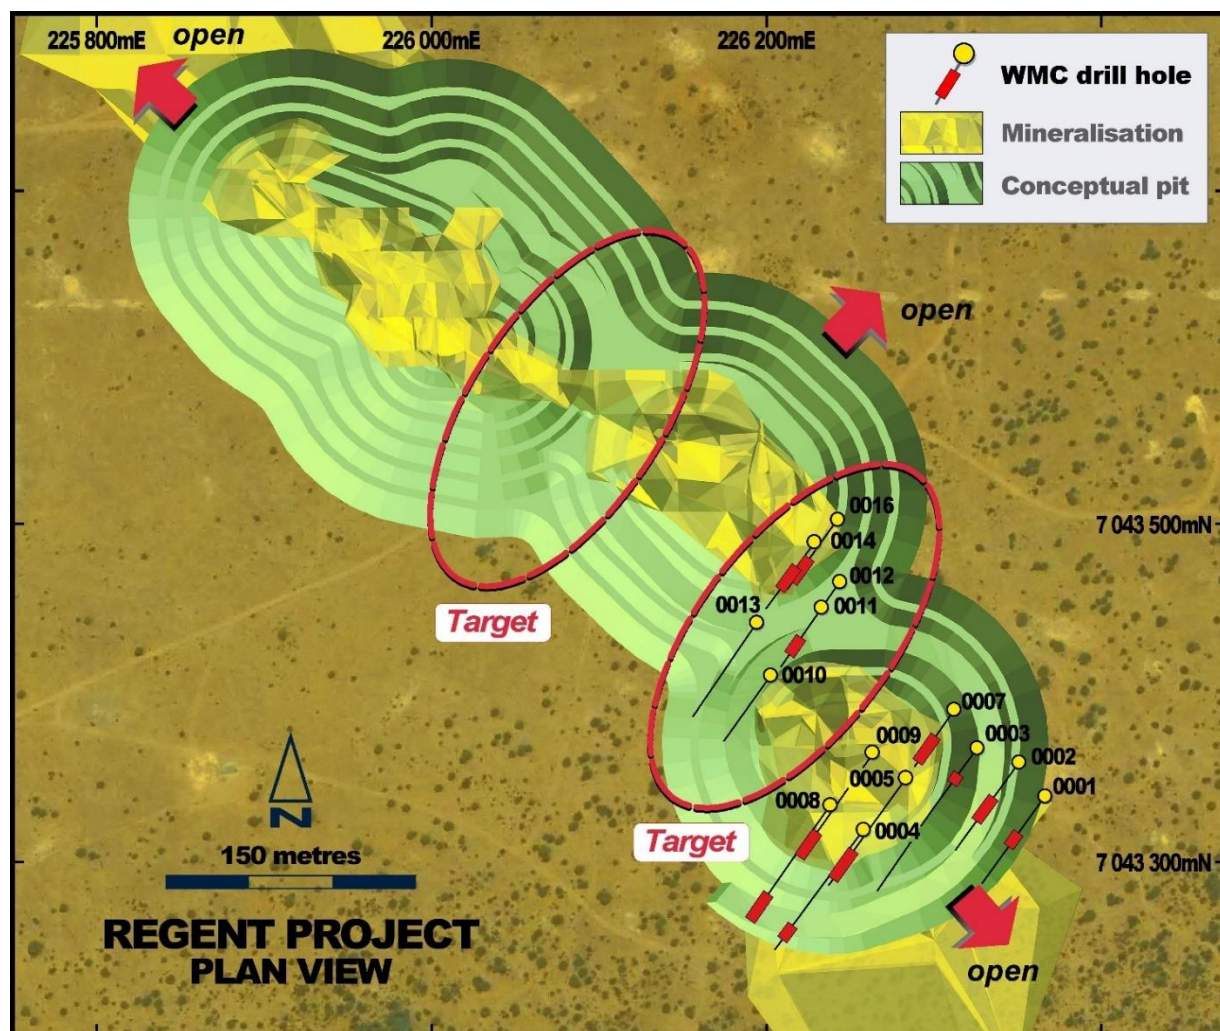 225 800mE
open
226 000mE
226 200mE
WMC drill hole
Mineralisation
Conceptual pit
open
0016
7 043 500mN
0014
0012
0013
0011
Target
0010
0007
0003
0009
0002
0005
0001
0008
0004
Target
N
150 metres
7 043 300mN
REGENT PROJECT
PLAN VIEW
open